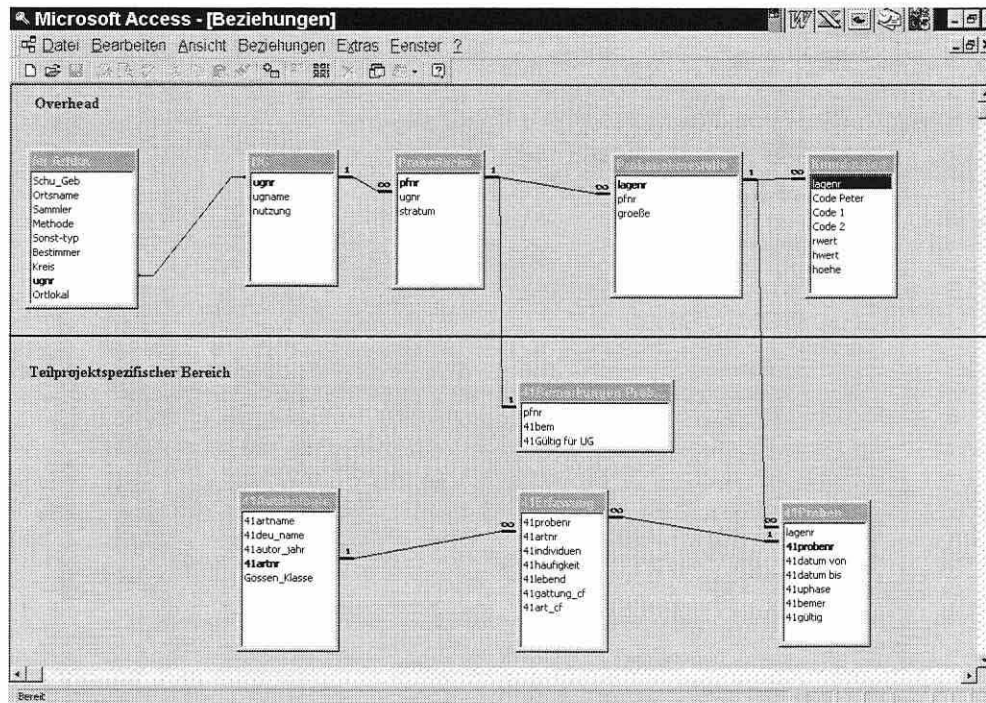 Microsoft Access - [Beziehungen]
Datei Bearbeiten Ansicht Beziehungen Extras Fenster ?
Overhead
Schu_Geb
Ortsname
Sammler
Methode
Sonst-typ
Bestimmer
Kreis
ugnr
Ortlokal
UG
ugnr
ugname
nutzung
1
∞
Probefläche
pfnr
ugnr
stratum
1
∞
lagenr
pfnr
groeße
1
∞
lagenr
Code Peter
Code 1
Code 2
rwert
hwert
hoehe
Teilprojektspezifischer Bereich
1
pfnr
41bem
41Gültig für UG
41artname
41deu_name
41autor_jahr
41artnr
Gossen_Klasse
1
∞
41probenr
41artnr
41individuen
41haufigkeit
41lebend
41gattung_cf
41art_cf
∞
∞
1
41Proben
lagenr
41probenr
41datum von
41datum bis
41uphase
41bemer
41gültig
Bereit